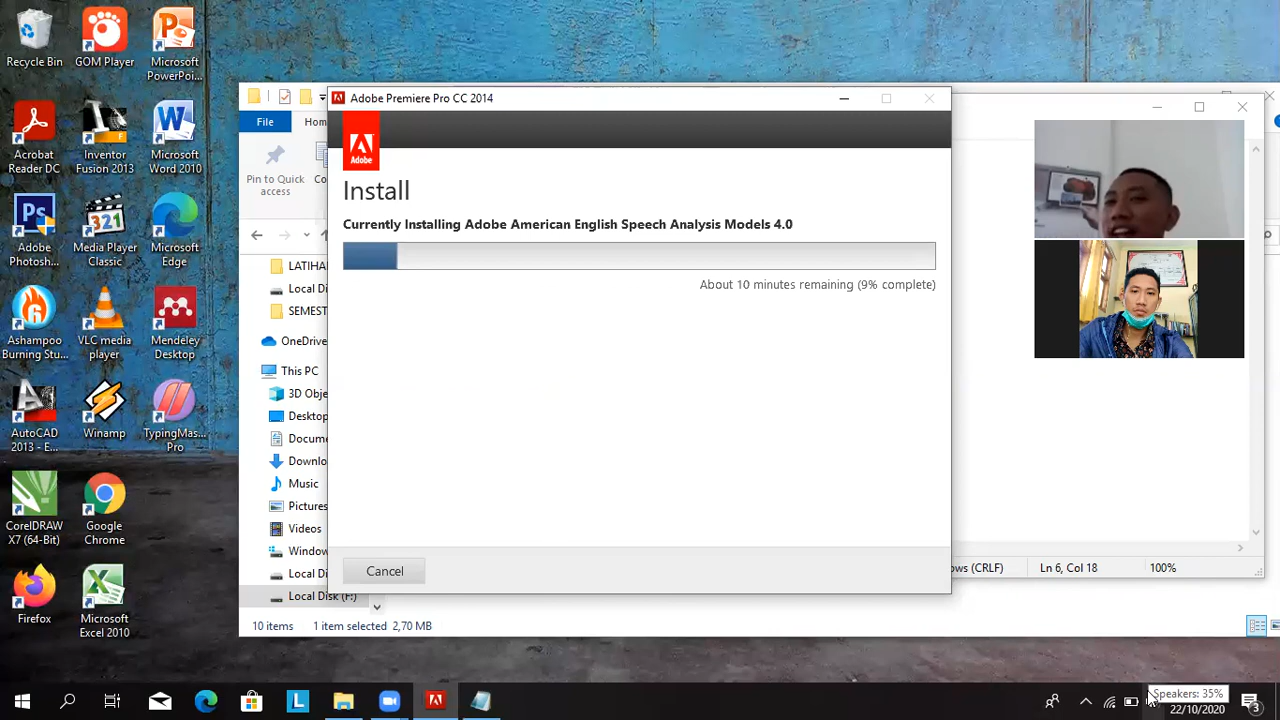 Recycle Bin
GOM Player
Microsoft
PowerPoi...
Acrobat
Reader DC
Inventor
Fusion 2013
Microsoft
Word 2010
Adobe
Photosh...
Media Player
Classic
Microsoft
Edge
Ashampoo
Burning Stu...
VLC media
player
Mendeley
Desktop
AutoCAD
2013 - E...
Winamp
TypingMas...
Pro
CorelDRAW
X7 (64-Bit)
Google
Chrome
Firefox
Microsoft
Excel 2010
File
Hom
Pin to Quick
access
Co
LATIHA
Local Di
SEMEST
OneDrive
This PC
3D Obje
Desktop
Docume
Downlo
Music
Pictures
Videos
Window
Local Di
Local Disk (F:)
10 items
1 item selected 2,70 MB
Adobe Premiere Pro CC 2014
Adobe
Install
Currently Installing Adobe American English Speech Analysis Models 4.0
About 10 minutes remaining (9% complete)
Cancel
ows (CRLF)
Ln 6, Col 18
100%
Speakers: 35%
22/10/2020
3